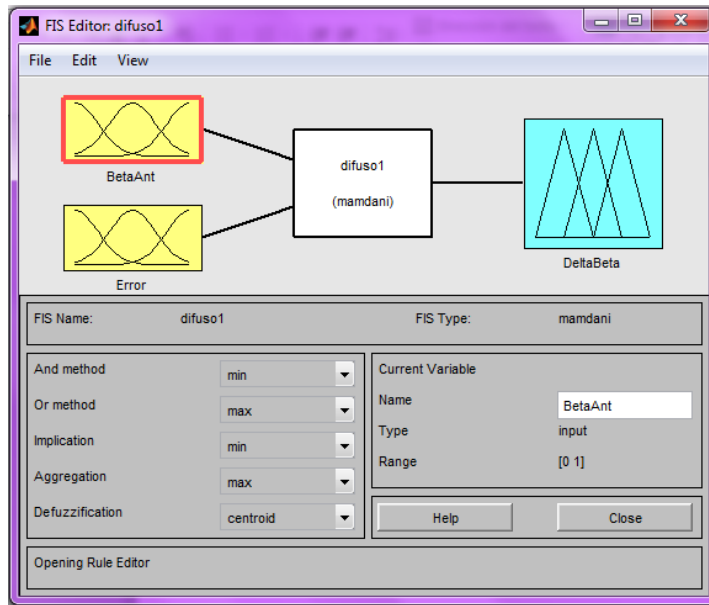 FIS Editor: difuso1
File Edit View
BetaAnt
difuso1
(mamdani)
Error
DeltaBeta
FIS Name: difuso1 FIS Type: mamdani
And method min
Or method max
Implication min
Aggregation max
Defuzzification centroid
Current Variable
Name BetaAnt
Type input
Range [0 1]
Help Close
Opening Rule Editor